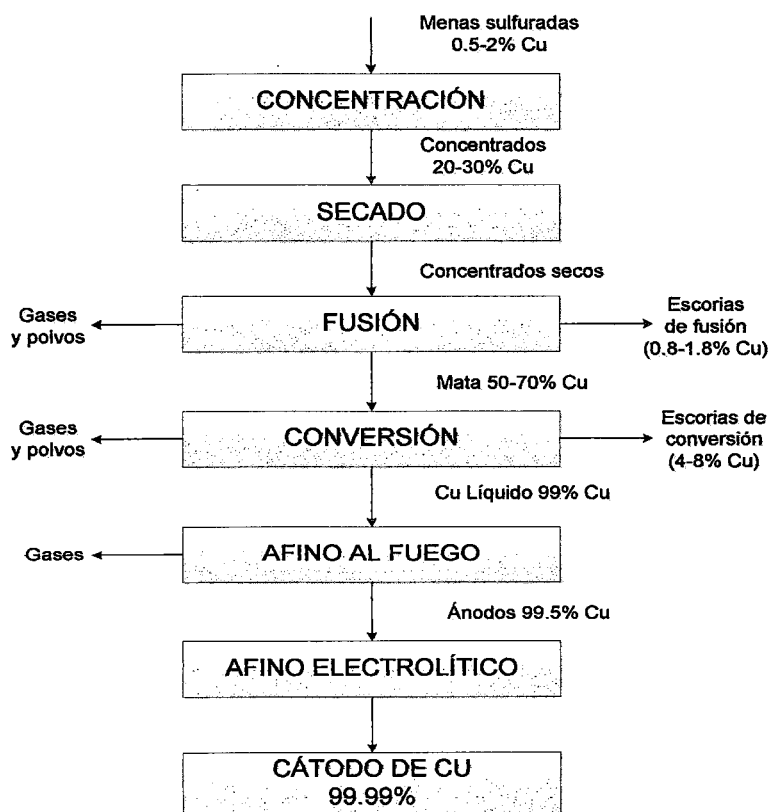 Menas sulfuradas
0.5-2% Cu
CONCENTRACIÓN
Concentrados
20-30% Cu
SECADO
Concentrados secos
Gases
y polvos
FUSIÓN
Escorias
de fusión
(0.8-1.8% Cu)
Mata 50-70% Cu
Gases
y polvos
CONVERSIÓN
Escorias de
conversión
(4-8% Cu)
Cu Líquido 99% Cu
Gases
AFINO AL FUEGO
Ánodos 99.5% Cu
AFINO ELECTROLÍTICO
CÁTODO DE CU
99.99%